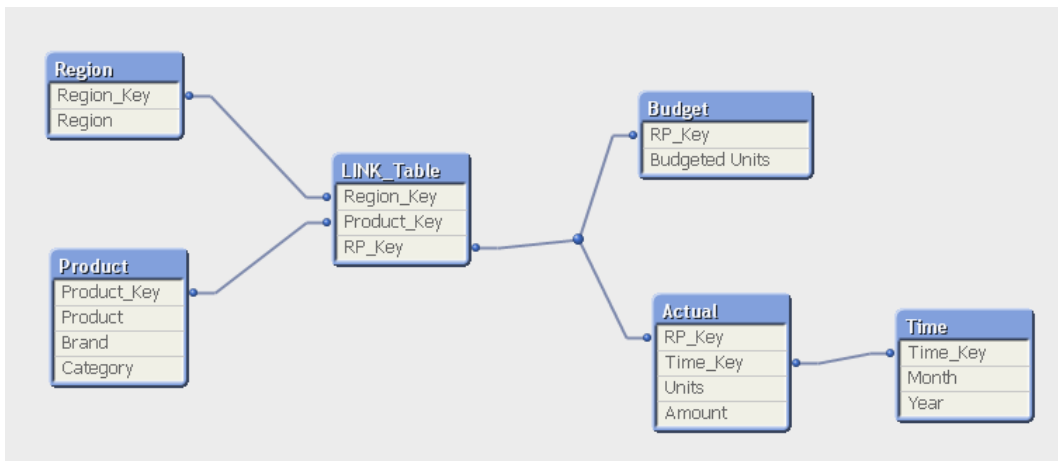 Region
Region_Key
Region
Product
Product_Key
Product
Brand
Category
LINK_Table
Region_Key
Product_Key
RP_Key
Budget
RP_Key
Budgeted Units
Actual
RP_Key
Time_Key
Units
Amount
Time
Time_Key
Month
Year